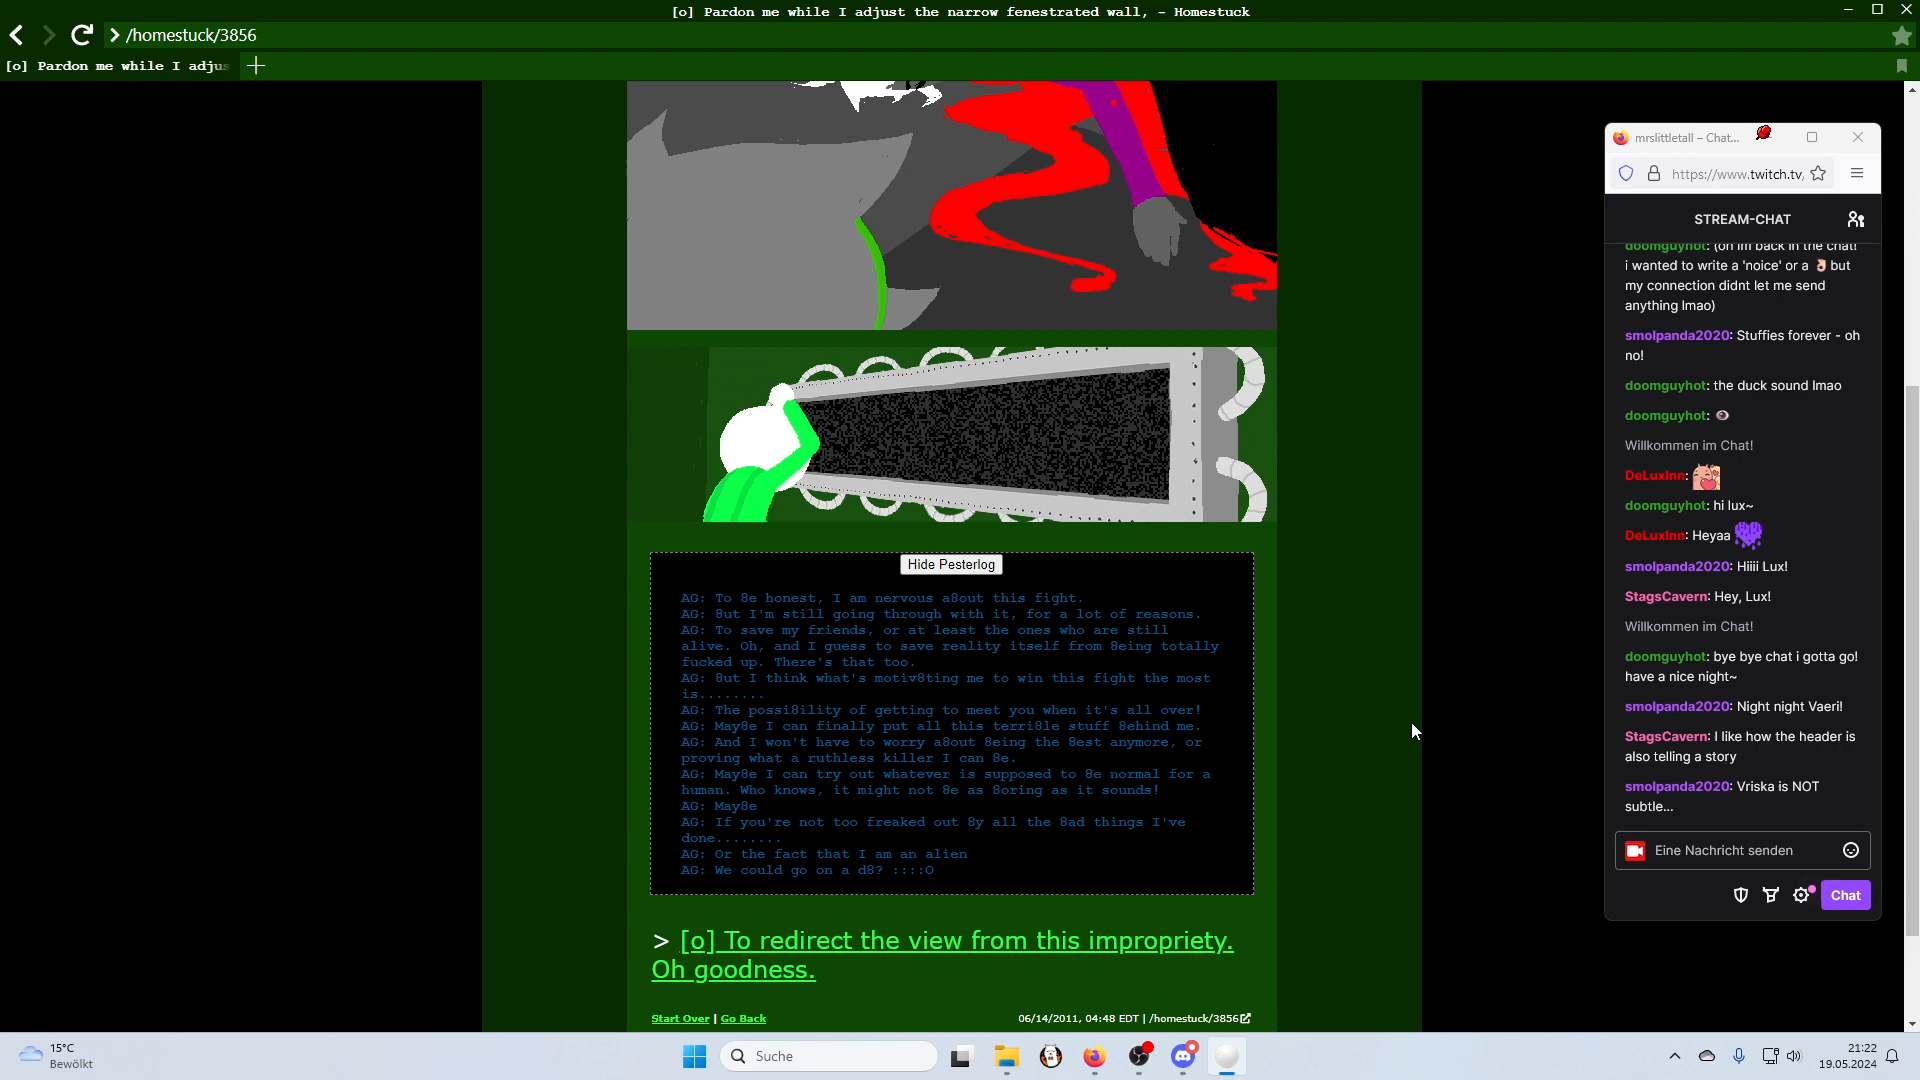 [o] Pardon me while I adjust the narrow fenestrated wall, - Homestuck
/homestuck/3856
[o] Pardon me while I adjus
Hide Pesterlog
AG: To 8e honest, I am nervous a8out this fight.
AG: 8ut I'm still going through with it, for a lot of reasons.
AG: To save my friends, or at least the ones who are still
alive. Oh, and I guess to save reality itself from 8eing totally
fucked up. There's that too.
AG: 8ut I think what's motiv8ting me to win this fight the most
is........
AG: The possi8ility of getting to meet you when it's all over!
AG: May8e I can finally put all this terri8le stuff 8ehind me.
AG: And I won't have to worry a8out 8eing the 8est anymore, or
proving what a ruthless killer I can 8e.
AG: May8e I can try out whatever is supposed to 8e normal for a
human. Who knows, it might not 8e as 8oring as it sounds!
AG: May8e
AG: If you're not too freaked out 8y all the 8ad things I've
done........
AG: Or the fact that I am an alien
AG: We could go on a d8? ::::O
> [o] To redirect the view from this impropriety.
Oh goodness.
Start Over | Go Back
06/14/2011, 04:48 EDT | /homestuck/3856
mrslittletall – Chat...
https://www.twitch.tv
STREAM-CHAT
doomguyhot: (oh im back in the chat!
i wanted to write a 'noice' or a 👌 but
my connection didnt let me send
anything lmao)
smolpanda2020: Stuffies forever - oh
no!
doomguyhot: the duck sound lmao
doomguyhot: 👁
Willkommen im Chat!
DeLuxInn:
doomguyhot: hi lux~
DeLuxInn: Heyaa
smolpanda2020: Hiiii Lux!
StagsCavern: Hey, Lux!
Willkommen im Chat!
doomguyhot: bye bye chat i gotta go!
have a nice night~
smolpanda2020: Night night Vaeri!
StagsCavern: I like how the header is
also telling a story
smolpanda2020: Vriska is NOT
subtle...
Eine Nachricht senden
Chat
15°C
Bewölkt
Suche
21:22
19.05.2024